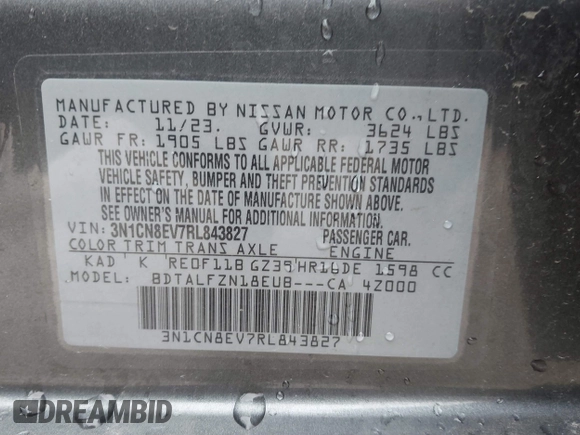 MANUFACTURED BY NISSAN MOTOR CO.,LTD.
DATE: 11/23. GVWR: 3624 LBS
GAWR FR: 1905 LBS GAWR RR: 1735 LBS
THIS VEHICLE CONFORMS TO ALL APPLICABLE FEDERAL MOTOR
VEHICLE SAFETY, BUMPER AND THEFT PREVENTION STANDARDS
IN EFFECT ON THE DATE OF MANUFACTURE SHOWN ABOVE.
SEE OWNER'S MANUAL FOR ADDITIONAL INFORMATION.
VIN: 3N1CN8EV7RL843827 PASSENGER CAR.
COLOR TRIM TRANS AXLE ENGINE
KAD K RE0F11B GZ39 HR16DE 1598 CC
MODEL: BDTALFZN18EUB---CA 4Z000
3N1CN8EV7RL843827
DREAMBID